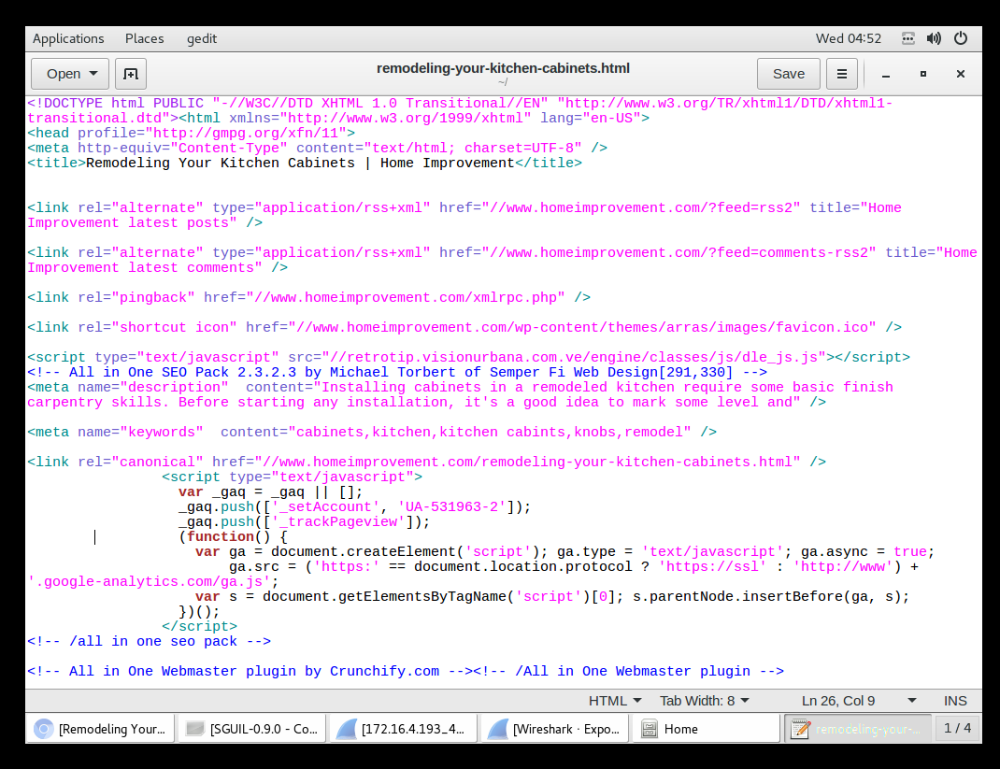 Applications Places gedit Wed 04:52
Open remodeling-your-kitchen-cabinets.html Save
~/
<!DOCTYPE html PUBLIC "-//W3C//DTD XHTML 1.0 Transitional//EN" "http://www.w3.org/TR/xhtml1/DTD/xhtml1-
transitional.dtd"><html xmlns="http://www.w3.org/1999/xhtml" lang="en-US">
<head profile="http://gmpg.org/xfn/11">
<meta http-equiv="Content-Type" content="text/html; charset=UTF-8" />
<title>Remodeling Your Kitchen Cabinets | Home Improvement</title>
<link rel="alternate" type="application/rss+xml" href="//www.homeimprovement.com/?feed=rss2" title="Home
Improvement latest posts" />
<link rel="alternate" type="application/rss+xml" href="//www.homeimprovement.com/?feed=comments-rss2" title="Home
Improvement latest comments" />
<link rel="pingback" href="//www.homeimprovement.com/xmlrpc.php" />
<link rel="shortcut icon" href="//www.homeimprovement.com/wp-content/themes/arras/images/favicon.ico" />
<script type="text/javascript" src="//retrotip.visionurbana.com.ve/engine/classes/js/dle_js.js"></script>
<!-- All in One SEO Pack 2.3.2.3 by Michael Torbert of Semper Fi Web Design[291,330] -->
<meta name="description"  content="Installing cabinets in a remodeled kitchen require some basic finish
carpentry skills. Before starting any installation, it's a good idea to mark some level and" />
<meta name="keywords"  content="cabinets,kitchen,kitchen cabints,knobs,remodel" />
<link rel="canonical" href="//www.homeimprovement.com/remodeling-your-kitchen-cabinets.html" />
<script type="text/javascript">
var _gaq = _gaq || [];
_gaq.push(['_setAccount', 'UA-531963-2']);
_gaq.push(['_trackPageview']);
(function() {
var ga = document.createElement('script'); ga.type = 'text/javascript'; ga.async = true;
ga.src = ('https:' == document.location.protocol ? 'https://ssl' : 'http://www') +
'.google-analytics.com/ga.js';
var s = document.getElementsByTagName('script')[0]; s.parentNode.insertBefore(ga, s);
})();
</script>
<!-- /all in one seo pack -->
<!-- All in One Webmaster plugin by Crunchify.com --><!-- /All in One Webmaster plugin -->
HTML Tab Width: 8 Ln 26, Col 9 INS
[Remodeling Your... [SGUIL-0.9.0 - Co... [172.16.4.193_4... [Wireshark · Expo... Home remodeling-your-... 1 / 4